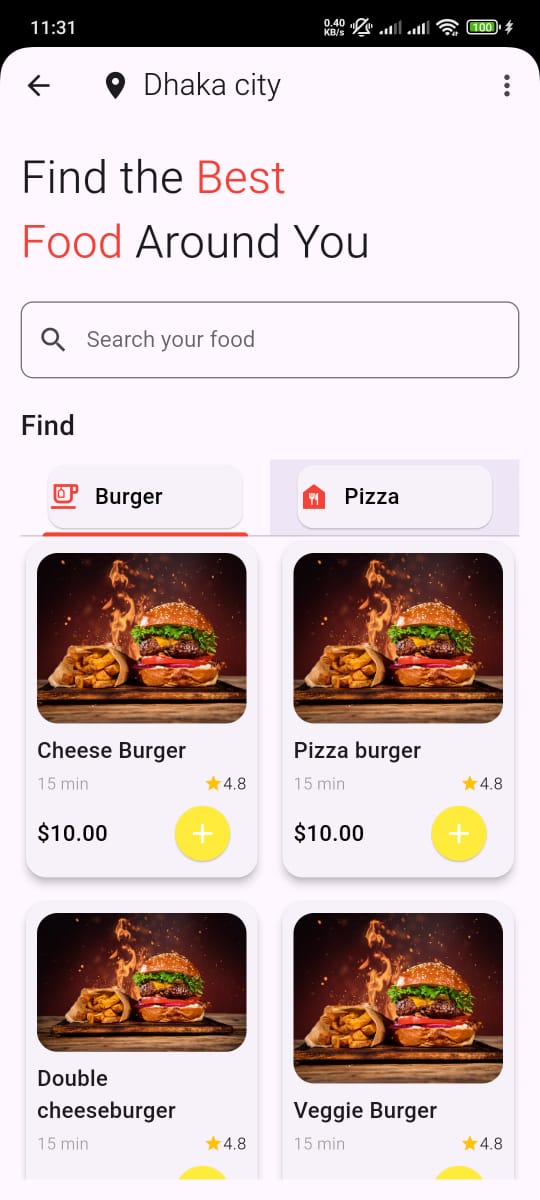 11:31
0.40
KB/s
100
Dhaka city
Find the Best
Food Around You
Search your food
Find
Burger
Pizza
Cheese Burger
15 min
4.8
$10.00
Pizza burger
15 min
4.8
$10.00
Double
cheeseburger
15 min
4.8
Veggie Burger
15 min
4.8